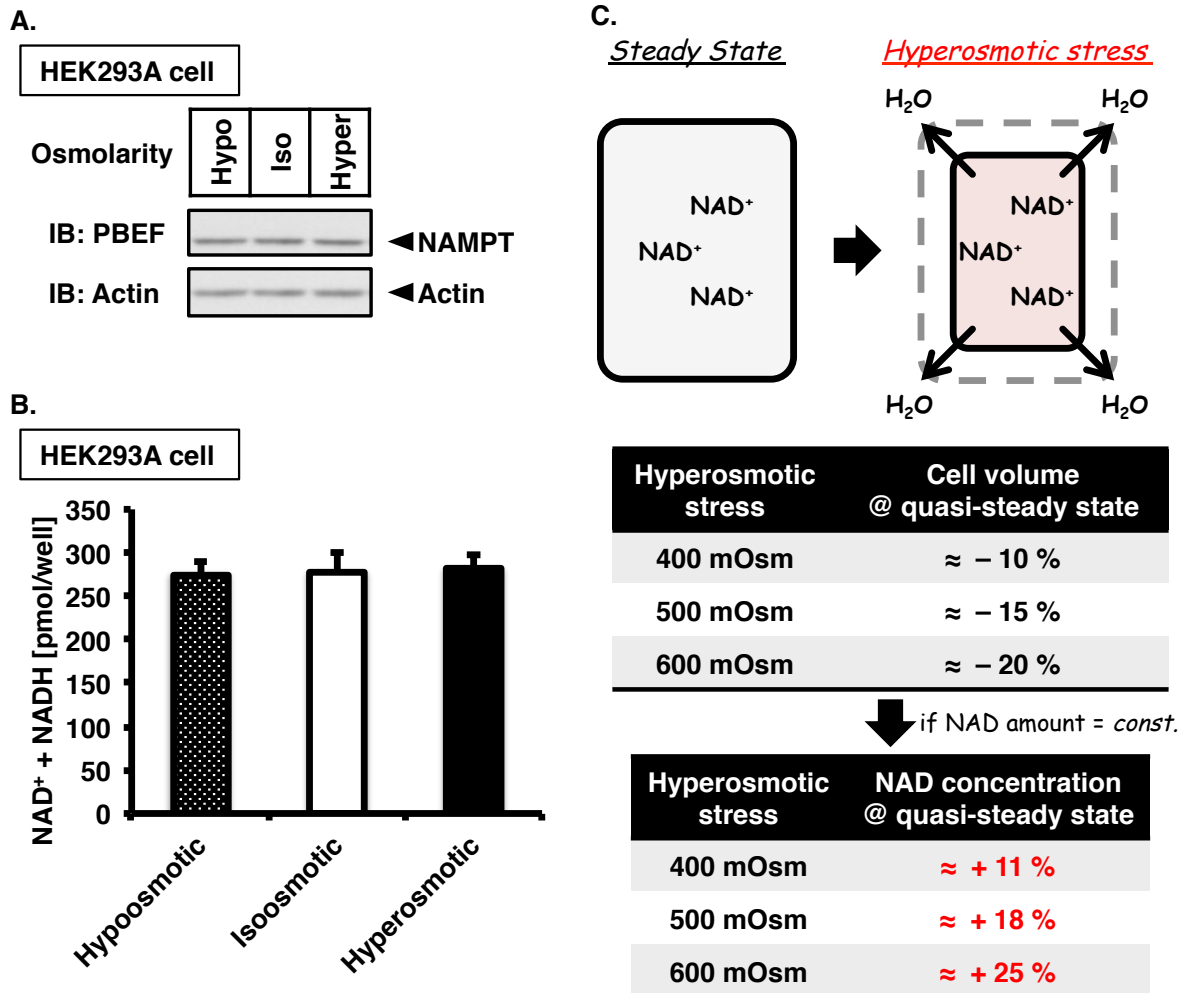 A.
HEK293A cell
Osmolarity
Hypo
Iso
Hyper
IB: PBEF
NAMPT
IB: Actin
Actin
B.
HEK293A cell
NAD⁺ + NADH [pmol/well]
350
300
250
200
150
100
50
0
Hypoosmotic
Isoosmotic
Hyperosmotic
C.
Steady State
Hyperosmotic stress
NAD⁺
NAD⁺
NAD⁺
H₂O
H₂O
NAD⁺
NAD⁺
NAD⁺
H₂O
H₂O
Hyperosmotic stress
Cell volume @ quasi-steady state
400 mOsm ≈ – 10 %
500 mOsm ≈ – 15 %
600 mOsm ≈ – 20 %
if NAD amount = const.
Hyperosmotic stress
NAD concentration @ quasi-steady state
400 mOsm ≈ + 11 %
500 mOsm ≈ + 18 %
600 mOsm ≈ + 25 %